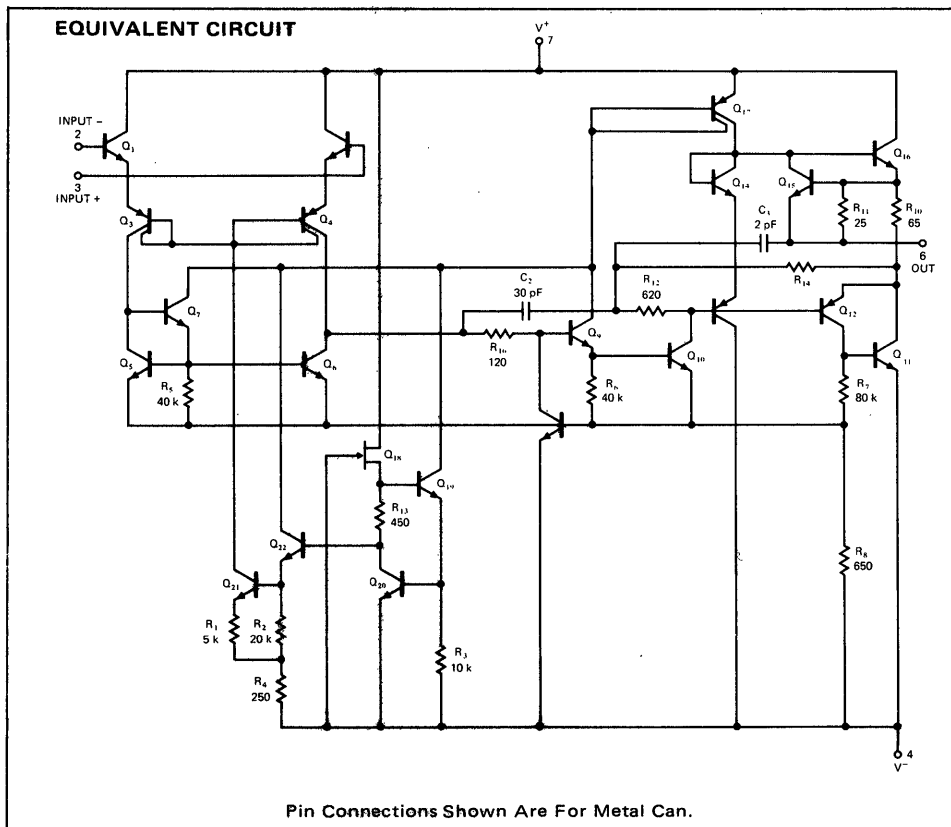 EQUIVALENT CIRCUIT
V+
7
INPUT −
2
Q1
3
INPUT +
Q3
Q4
Q7
Q5
R5
40 k
Q6
C2
30 pF
R16
120
Q9
R6
40 k
Q10
R12
620
C3
2 pF
Q14
Q15
Q16
R11
25
R10
65
6
OUT
R14
Q12
Q11
R7
80 k
R8
650
Q18
Q19
R13
450
Q22
Q20
Q21
R1
5 k
R2
20 k
R3
10 k
R4
250
4
V−
Pin Connections Shown Are For Metal Can.